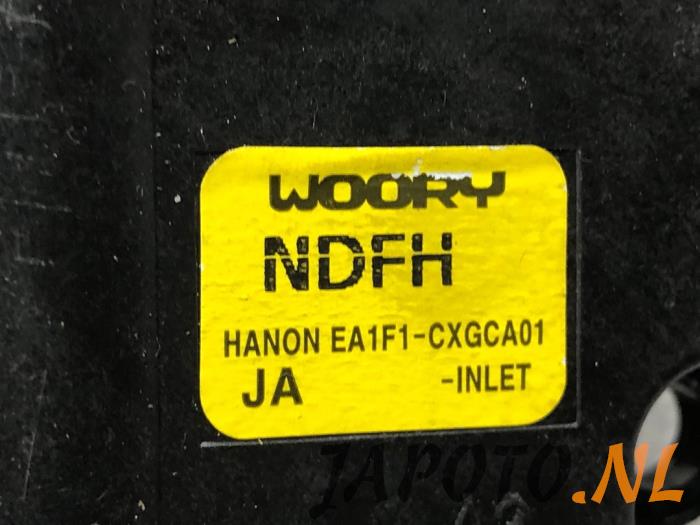 WOORY
NDFH
HANON EA1F1-CXGCA01
JA -INLET
JAPOTO.NL